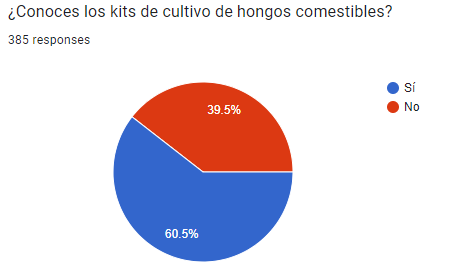 ¿Conoces los kits de cultivo de hongos comestibles?
385 responses
Sí
No
39.5%
60.5%